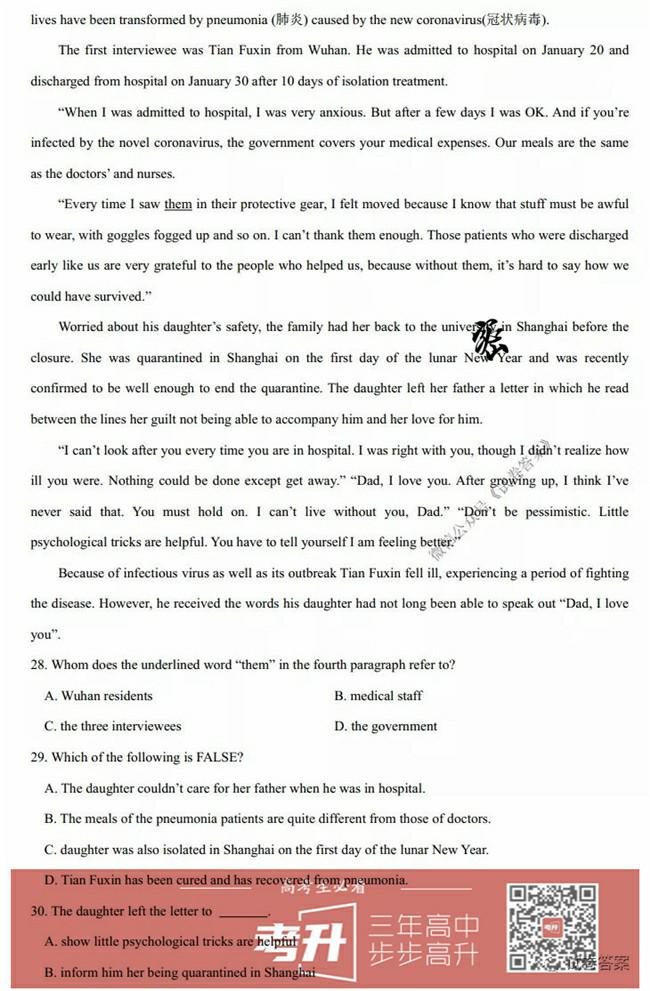 lives have been transformed by pneumonia (肺炎) caused by the new coronavirus(冠状病毒).
The first interviewee was Tian Fuxin from Wuhan. He was admitted to hospital on January 20 and
discharged from hospital on January 30 after 10 days of isolation treatment.
“When I was admitted to hospital, I was very anxious. But after a few days I was OK. And if you’re
infected by the novel coronavirus, the government covers your medical expenses. Our meals are the same
as the doctors’ and nurses.
“Every time I saw them in their protective gear, I felt moved because I know that stuff must be awful
to wear, with goggles fogged up and so on. I can’t thank them enough. Those patients who were discharged
early like us are very grateful to the people who helped us, because without them, it’s hard to say how we
could have survived.”
Worried about his daughter’s safety, the family had her back to the university in Shanghai before the
closure. She was quarantined in Shanghai on the first day of the lunar New Year and was recently
confirmed to be well enough to end the quarantine. The daughter left her father a letter in which he read
between the lines her guilt not being able to accompany him and her love for him.
“I can’t look after you every time you are in hospital. I was right with you, though I didn’t realize how
ill you were. Nothing could be done except get away.” “Dad, I love you. After growing up, I think I’ve
never said that. You must hold on. I can’t live without you, Dad.” “Don’t be pessimistic. Little
psychological tricks are helpful. You have to tell yourself I am feeling better.”
微信公众号《试卷答案》
Because of infectious virus as well as its outbreak Tian Fuxin fell ill, experiencing a period of fighting
the disease. However, he received the words his daughter had not long been able to speak out “Dad, I love
you”.
28. Whom does the underlined word “them” in the fourth paragraph refer to?
A. Wuhan residents B. medical staff
C. the three interviewees D. the government
29. Which of the following is FALSE?
A. The daughter couldn’t care for her father when he was in hospital.
B. The meals of the pneumonia patients are quite different from those of doctors.
C. daughter was also isolated in Shanghai on the first day of the lunar New Year.
D. Tian Fuxin has been cured and has recovered from pneumonia.
高考生必看
30. The daughter left the letter to ________.
A. show little psychological tricks are helpful
B. inform him her being quarantined in Shanghai
考升
三年高中
步步高升
考升
试卷答案